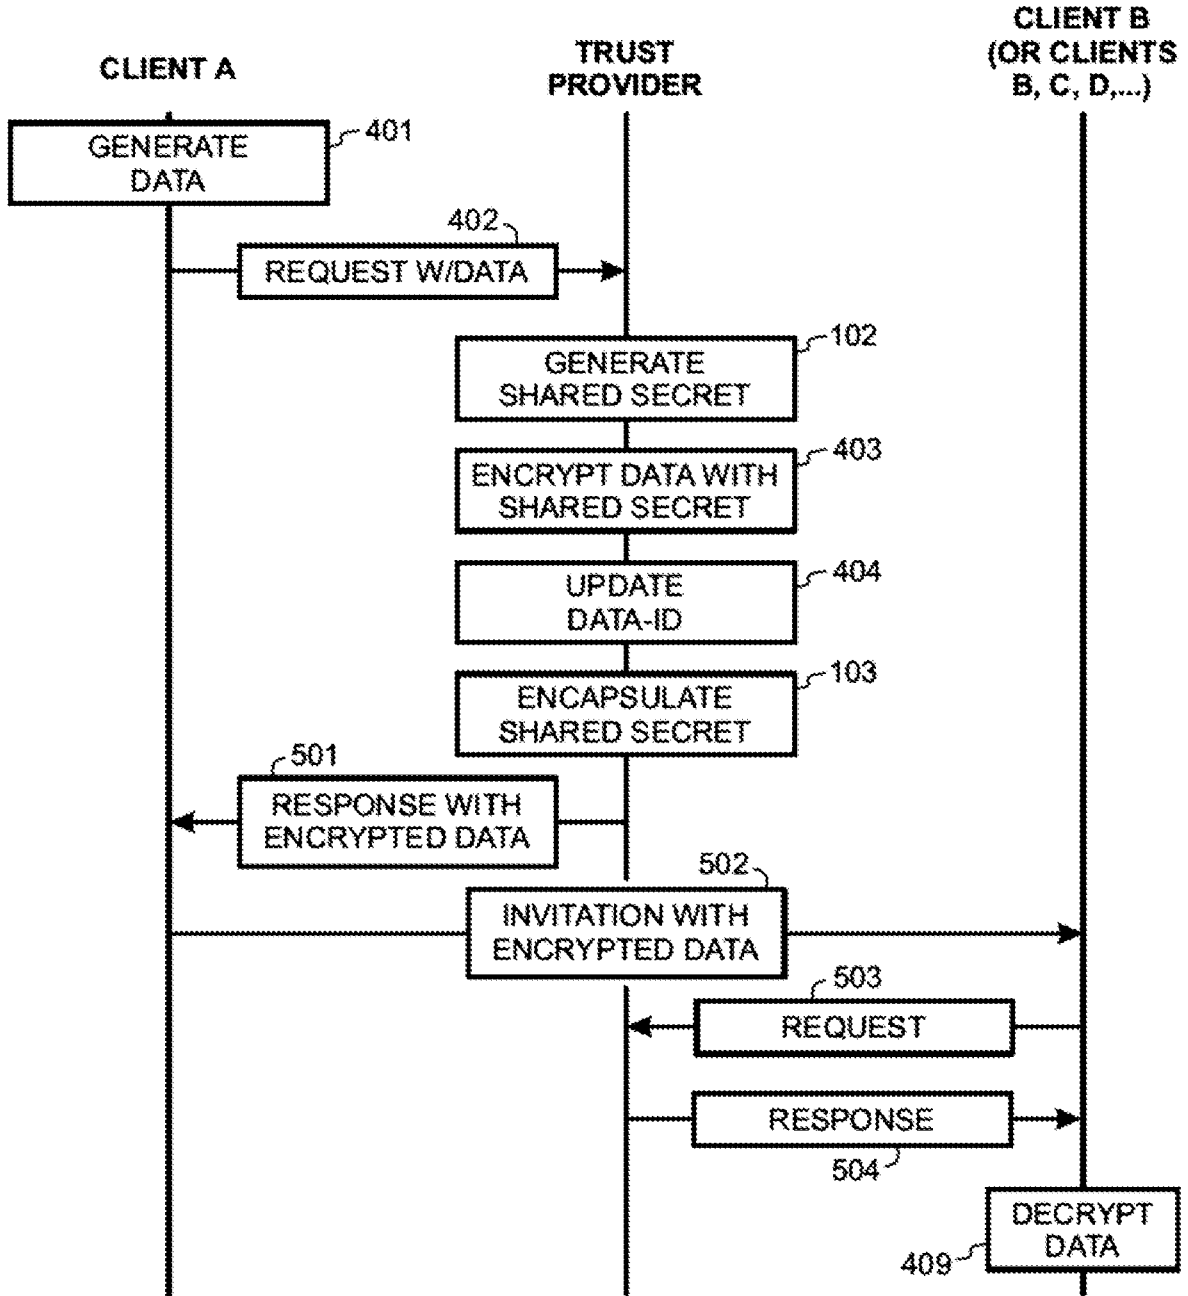 CLIENT A
TRUST
PROVIDER
CLIENT B
(OR CLIENTS
B, C, D,...)
GENERATE
DATA
401
402
REQUEST W/DATA
GENERATE
SHARED SECRET
102
ENCRYPT DATA WITH
SHARED SECRET
403
UPDATE
DATA-ID
404
ENCAPSULATE
SHARED SECRET
103
501
RESPONSE WITH
ENCRYPTED DATA
502
INVITATION WITH
ENCRYPTED DATA
503
REQUEST
RESPONSE
504
DECRYPT
DATA
409